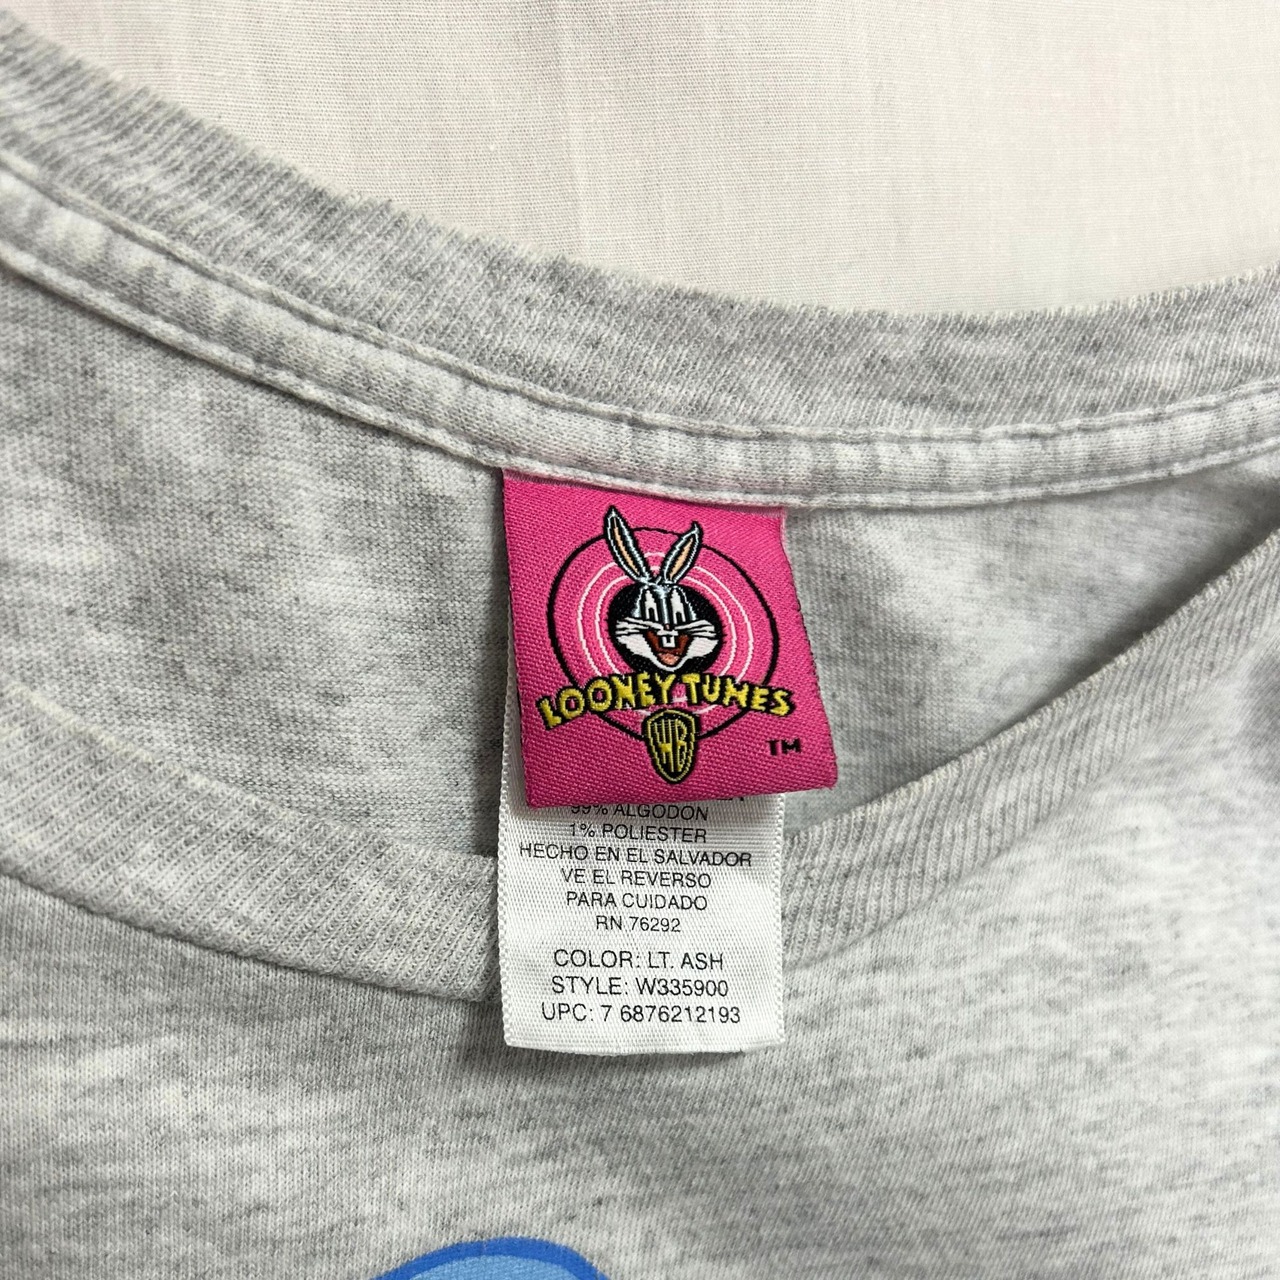 LOONEY TUNES
WB
TM
99% ALGODON
1% POLIESTER
HECHO EN EL SALVADOR
VE EL REVERSO
PARA CUIDADO
RN 76292
COLOR: LT. ASH
STYLE: W335900
UPC: 7 6876212193